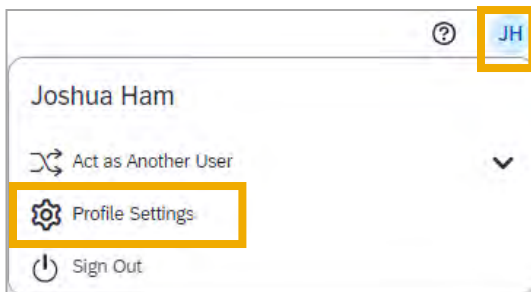 JH
Joshua Ham
Act as Another User
Profile Settings
Sign Out